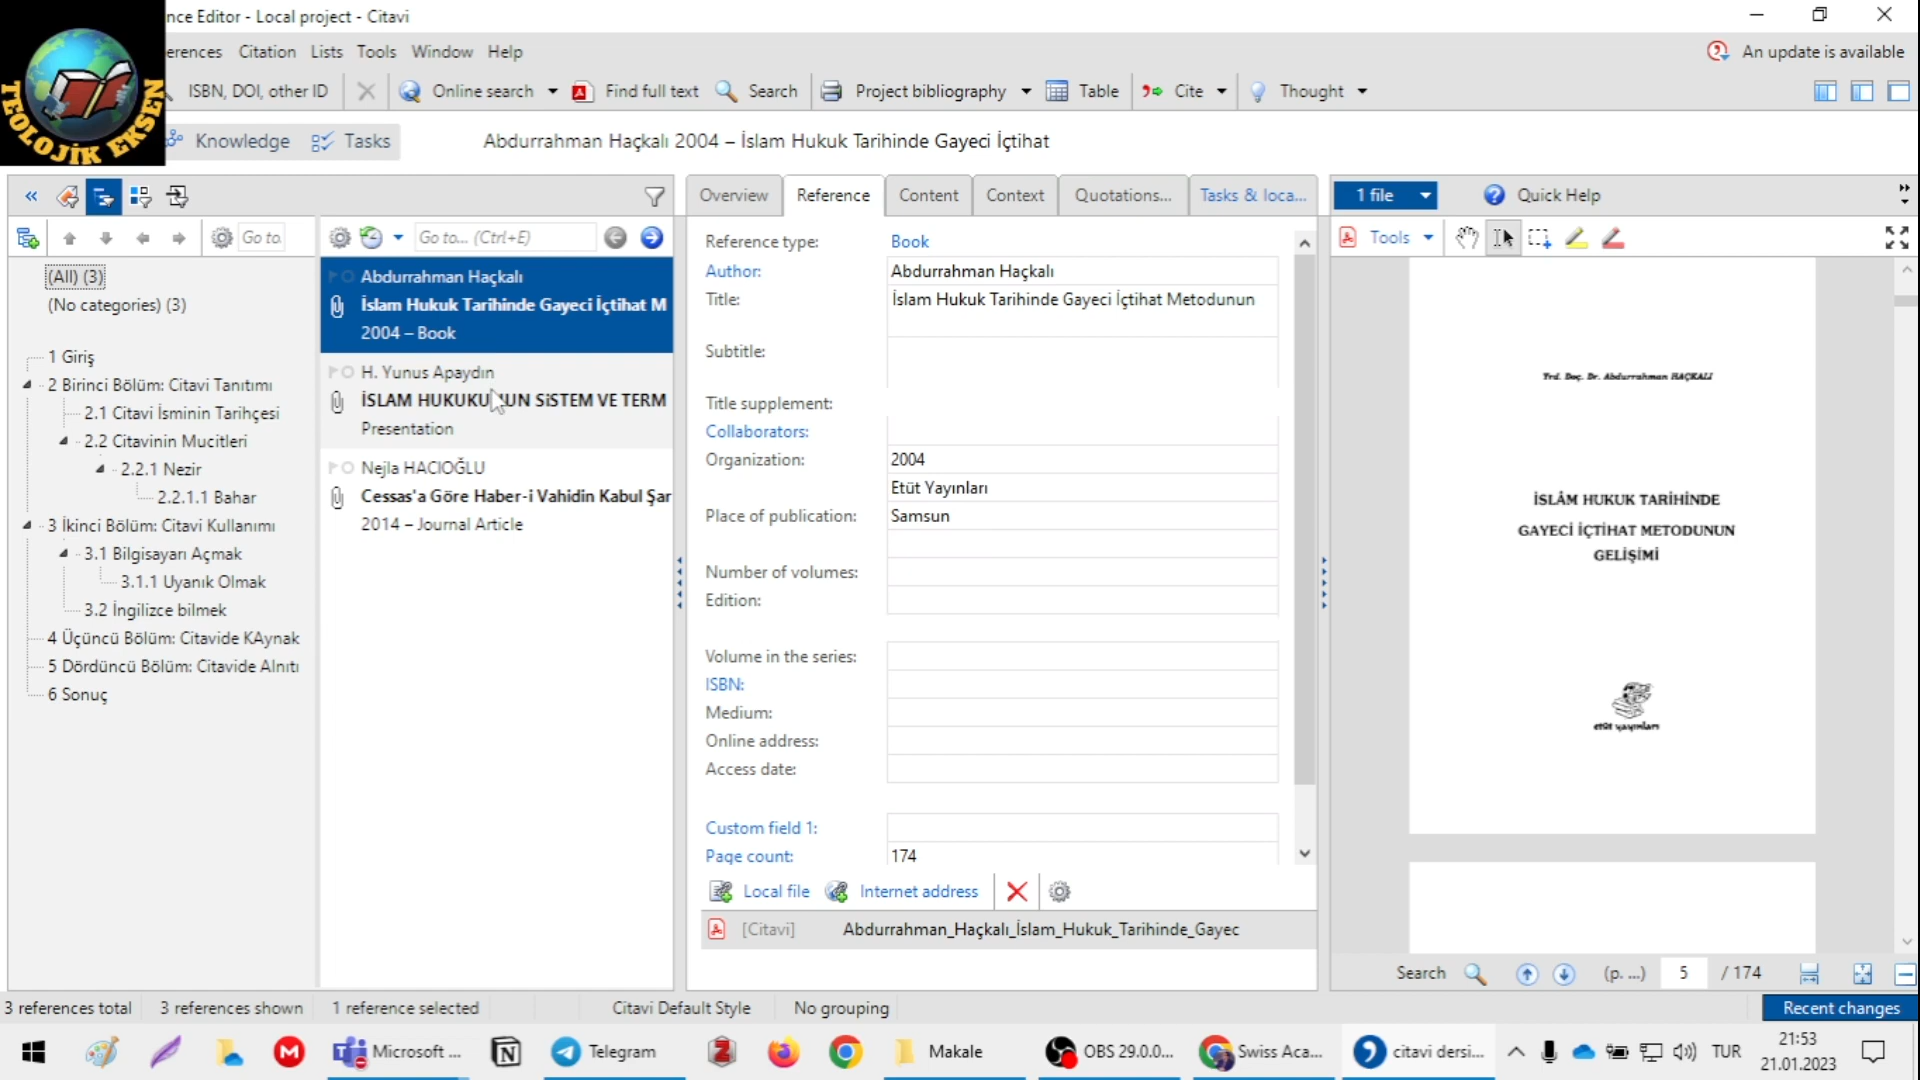 nce Editor - Local project - Citavi
erences Citation Lists Tools Window Help
An update is available
ISBN, DOI, other ID
Online search
Find full text
Search
Project bibliography
Table
Cite
Thought
TEOLOJİK EKSEN
Knowledge
Tasks
Abdurrahman Haçkalı 2004 – İslam Hukuk Tarihinde Gayeci İçtihat
Go to
(All) (3)
(No categories) (3)
1 Giriş
2 Birinci Bölüm: Citavi Tanıtımı
2.1 Citavi İsminin Tarihçesi
2.2 Citavinin Mucitleri
2.2.1 Nezir
2.2.1.1 Bahar
3 İkinci Bölüm: Citavi Kullanımı
3.1 Bilgisayarı Açmak
3.1.1 Uyanık Olmak
3.2 İngilizce bilmek
4 Üçüncü Bölüm: Citavide KAynak
5 Dördüncü Bölüm: Citavide Alnıtı
6 Sonuç
Go to... (Ctrl+E)
Abdurrahman Haçkalı
İslam Hukuk Tarihinde Gayeci İçtihat M
2004 – Book
H. Yunus Apaydın
İSLAM HUKUKUNUN SiSTEM VE TERM
Presentation
Nejla HACIOĞLU
Cessas'a Göre Haber-i Vahidin Kabul Şar
2014 – Journal Article
Overview Reference Content Context Quotations... Tasks & loca...
Reference type: Book
Author: Abdurrahman Haçkalı
Title: İslam Hukuk Tarihinde Gayeci İçtihat Metodunun
Subtitle:
Title supplement:
Collaborators:
Organization: 2004
Etüt Yayınları
Place of publication: Samsun
Number of volumes:
Edition:
Volume in the series:
ISBN:
Medium:
Online address:
Access date:
Custom field 1:
Page count: 174
Local file
Internet address
[Citavi] Abdurrahman_Haçkalı_İslam_Hukuk_Tarihinde_Gayec
1 file
Quick Help
Tools
Yrd. Doç. Dr. Abdurrahman HAÇKALI
İSLÂM HUKUK TARİHİNDE
GAYECİ İÇTİHAT METODUNUN
GELİŞİMİ
etüt yayınları
Search
(p. ...) 5 / 174
3 references total 3 references shown 1 reference selected Citavi Default Style No grouping
Recent changes
Microsoft ...
Telegram
Makale
OBS 29.0.0...
Swiss Aca...
citavi dersi...
TUR
21:53
21.01.2023